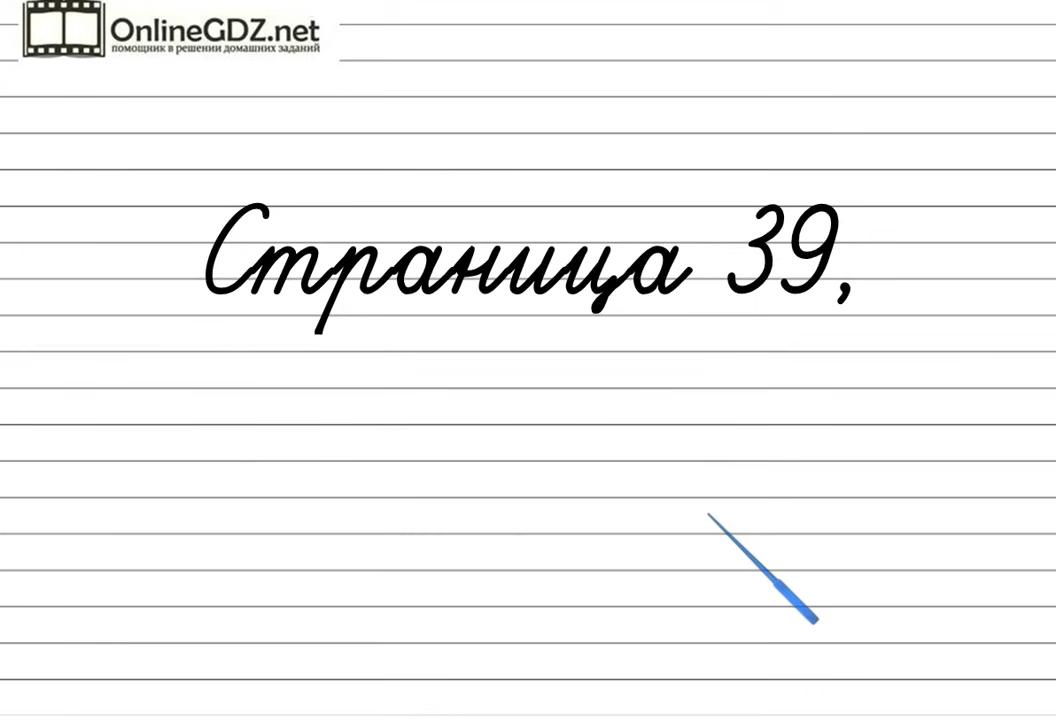 OnlineGDZ.net
помощник в решении домашних заданий
Страница 39,